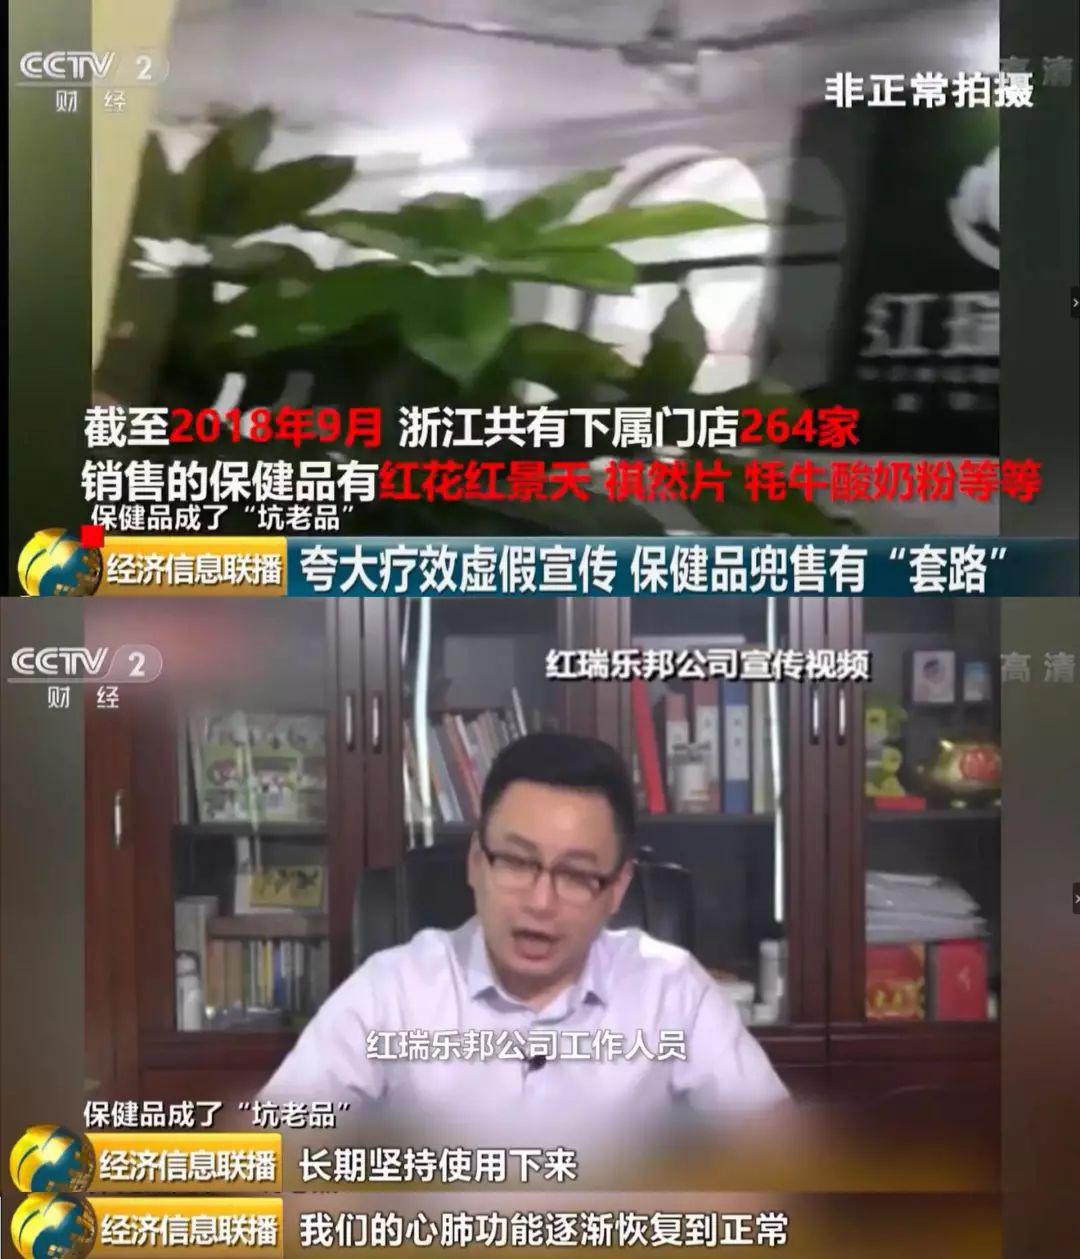 CCTV 2
财 经
高清
非正常拍摄
红瑞
截至2018年9月 浙江共有下属门店264家
销售的保健品有红花红景天 祺然片 牦牛酸奶粉等等
保健品成了“坑老品”
经济信息联播
夸大疗效虚假宣传 保健品兜售有“套路”
CCTV 2
财 经
红瑞乐邦公司宣传视频
高清
红瑞乐邦公司工作人员
保健品成了“坑老品”
经济信息联播
长期坚持使用下来
经济信息联播
我们的心肺功能逐渐恢复到正常